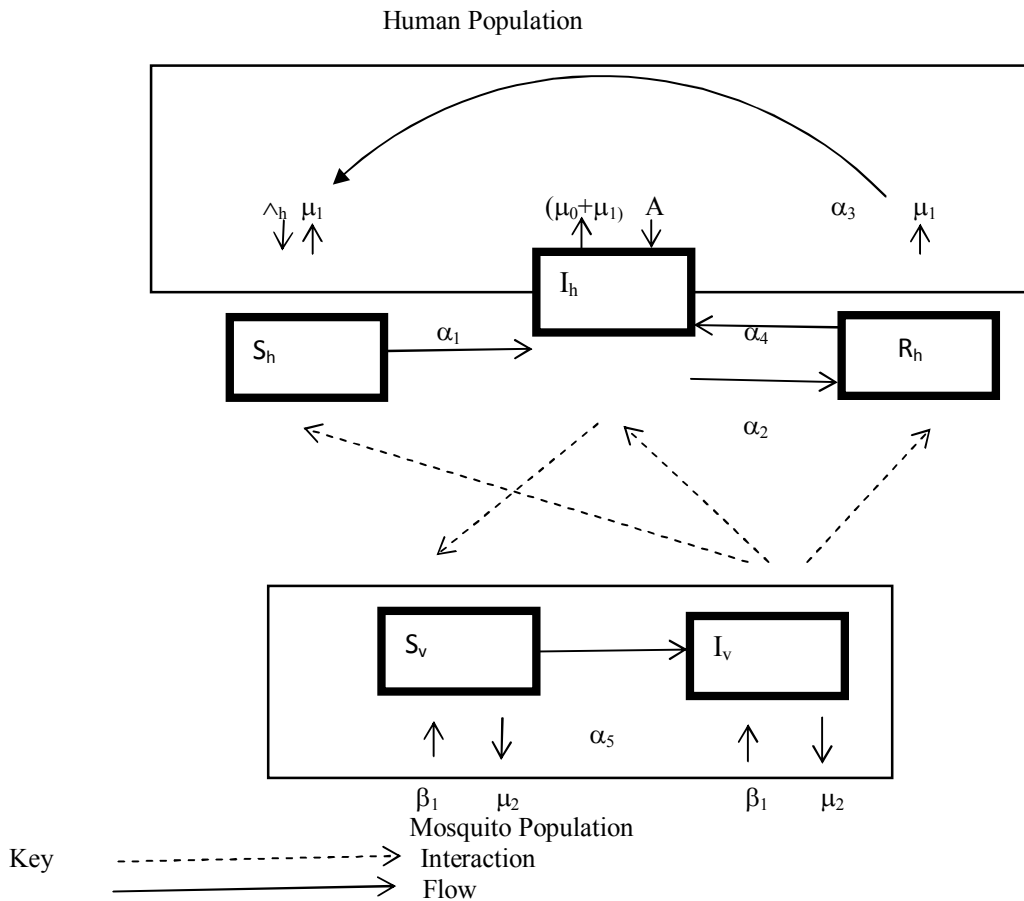 Human Population
^h μ1 (μ0+μ1) A α3 μ1
Ih
Sh α1 α4 Rh
α2
Sv Iv
α5
β1 μ2 β1 μ2
Mosquito Population
Key Interaction
Flow